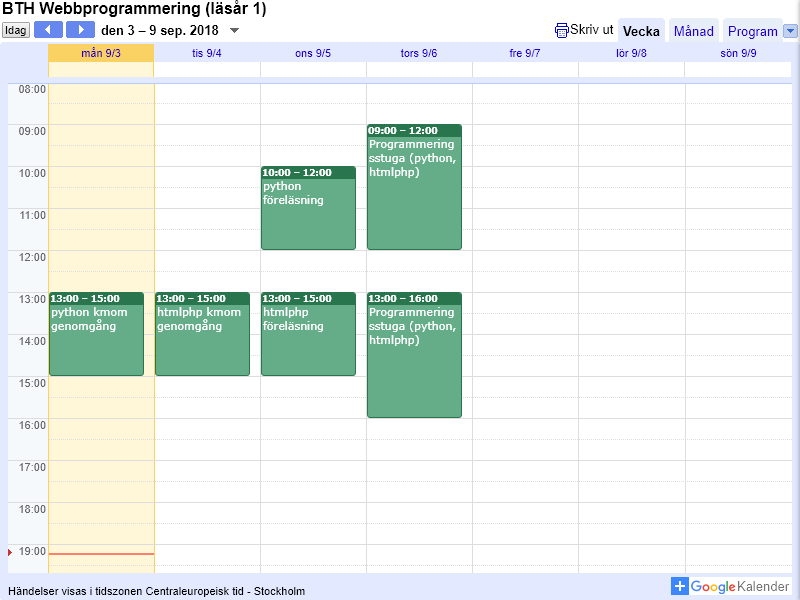 BTH Webbprogrammering (läsår 1)
Idag den 3 – 9 sep. 2018 Skriv ut Vecka Månad Program
mån 9/3 tis 9/4 ons 9/5 tors 9/6 fre 9/7 lör 9/8 sön 9/9
08:00
09:00
09:00 – 12:00
Programmering
sstuga (python,
htmlphp)
10:00
10:00 – 12:00
python
föreläsning
11:00
12:00
13:00
13:00 – 15:00
python kmom
genomgång
13:00 – 15:00
htmlphp kmom
genomgång
13:00 – 15:00
htmlphp
föreläsning
13:00 – 16:00
Programmering
sstuga (python,
htmlphp)
14:00
15:00
16:00
17:00
18:00
19:00
Händelser visas i tidszonen Centraleuropeisk tid - Stockholm
Google Kalender